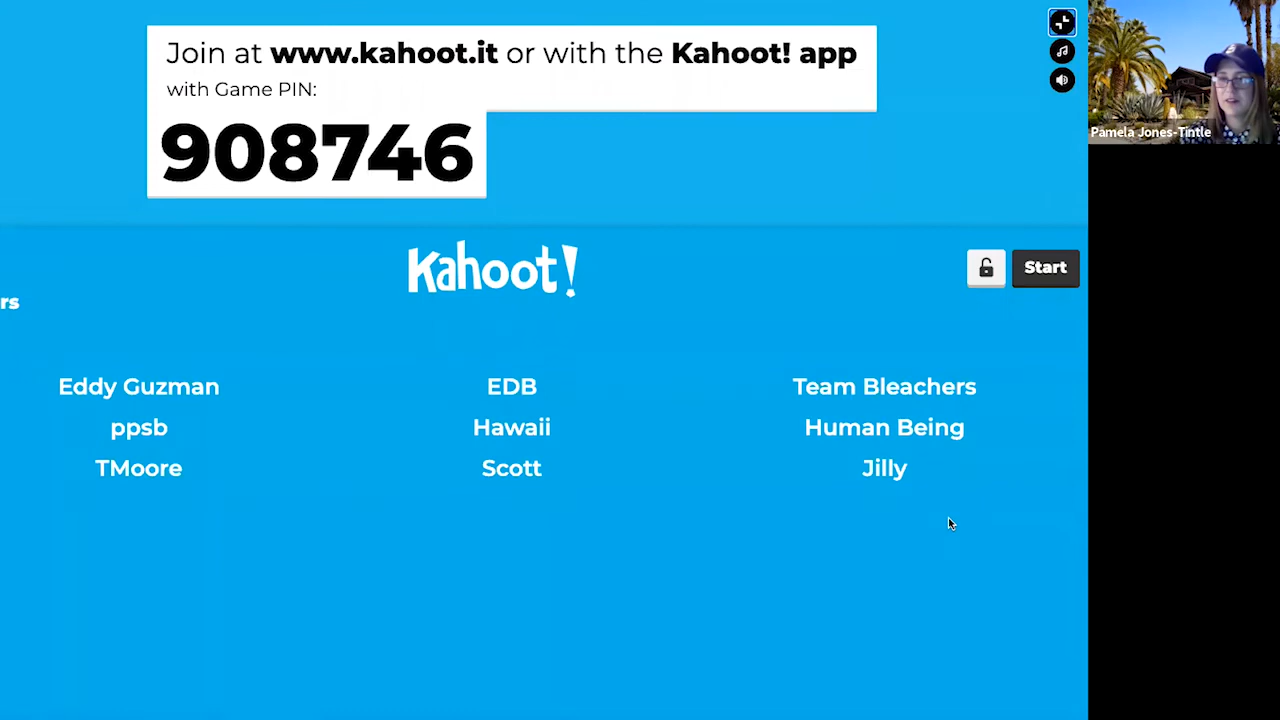 Join at www.kahoot.it or with the Kahoot! app
with Game PIN:
908746
Pamela Jones-Tintle
Kahoot!
Start
rs
Eddy Guzman
EDB
Team Bleachers
ppsb
Hawaii
Human Being
TMoore
Scott
Jilly